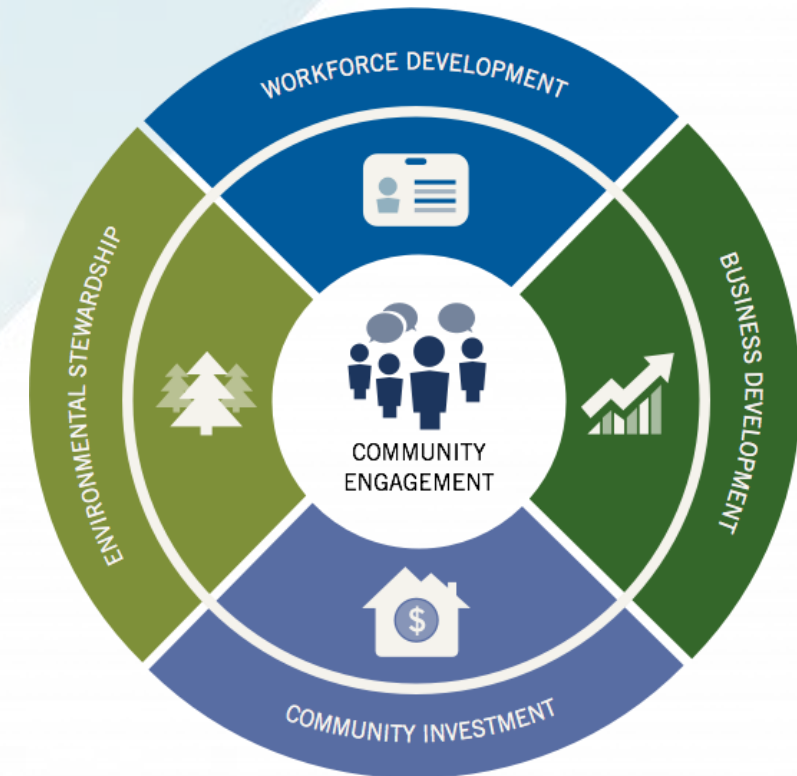 WORKFORCE DEVELOPMENT
ENVIRONMENTAL STEWARDSHIP
BUSINESS DEVELOPMENT
COMMUNITY
ENGAGEMENT
$
COMMUNITY INVESTMENT